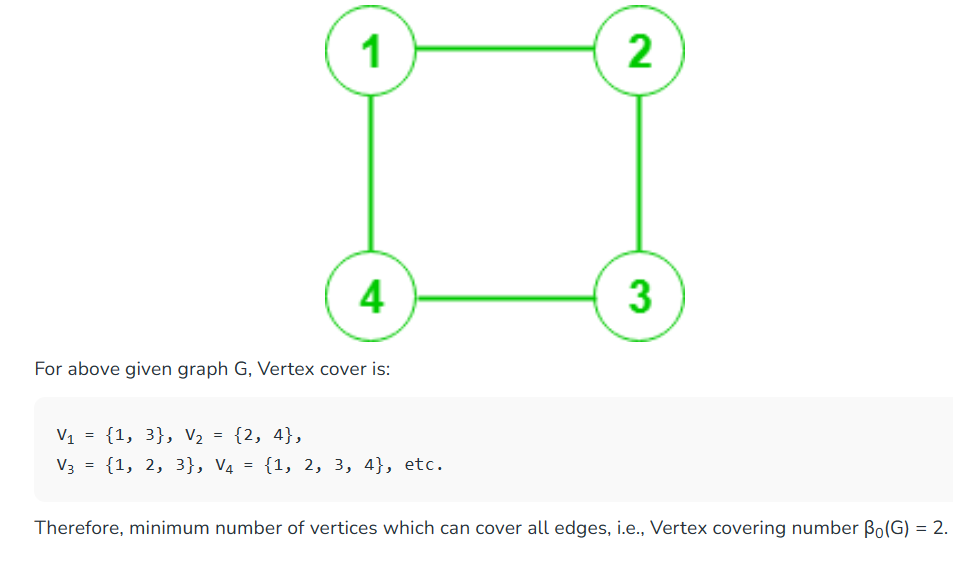 1 2
4 3
For above given graph G, Vertex cover is:
V₁ = {1, 3}, V₂ = {2, 4},
V₃ = {1, 2, 3}, V₄ = {1, 2, 3, 4}, etc.
Therefore, minimum number of vertices which can cover all edges, i.e., Vertex covering number β₀(G) = 2.